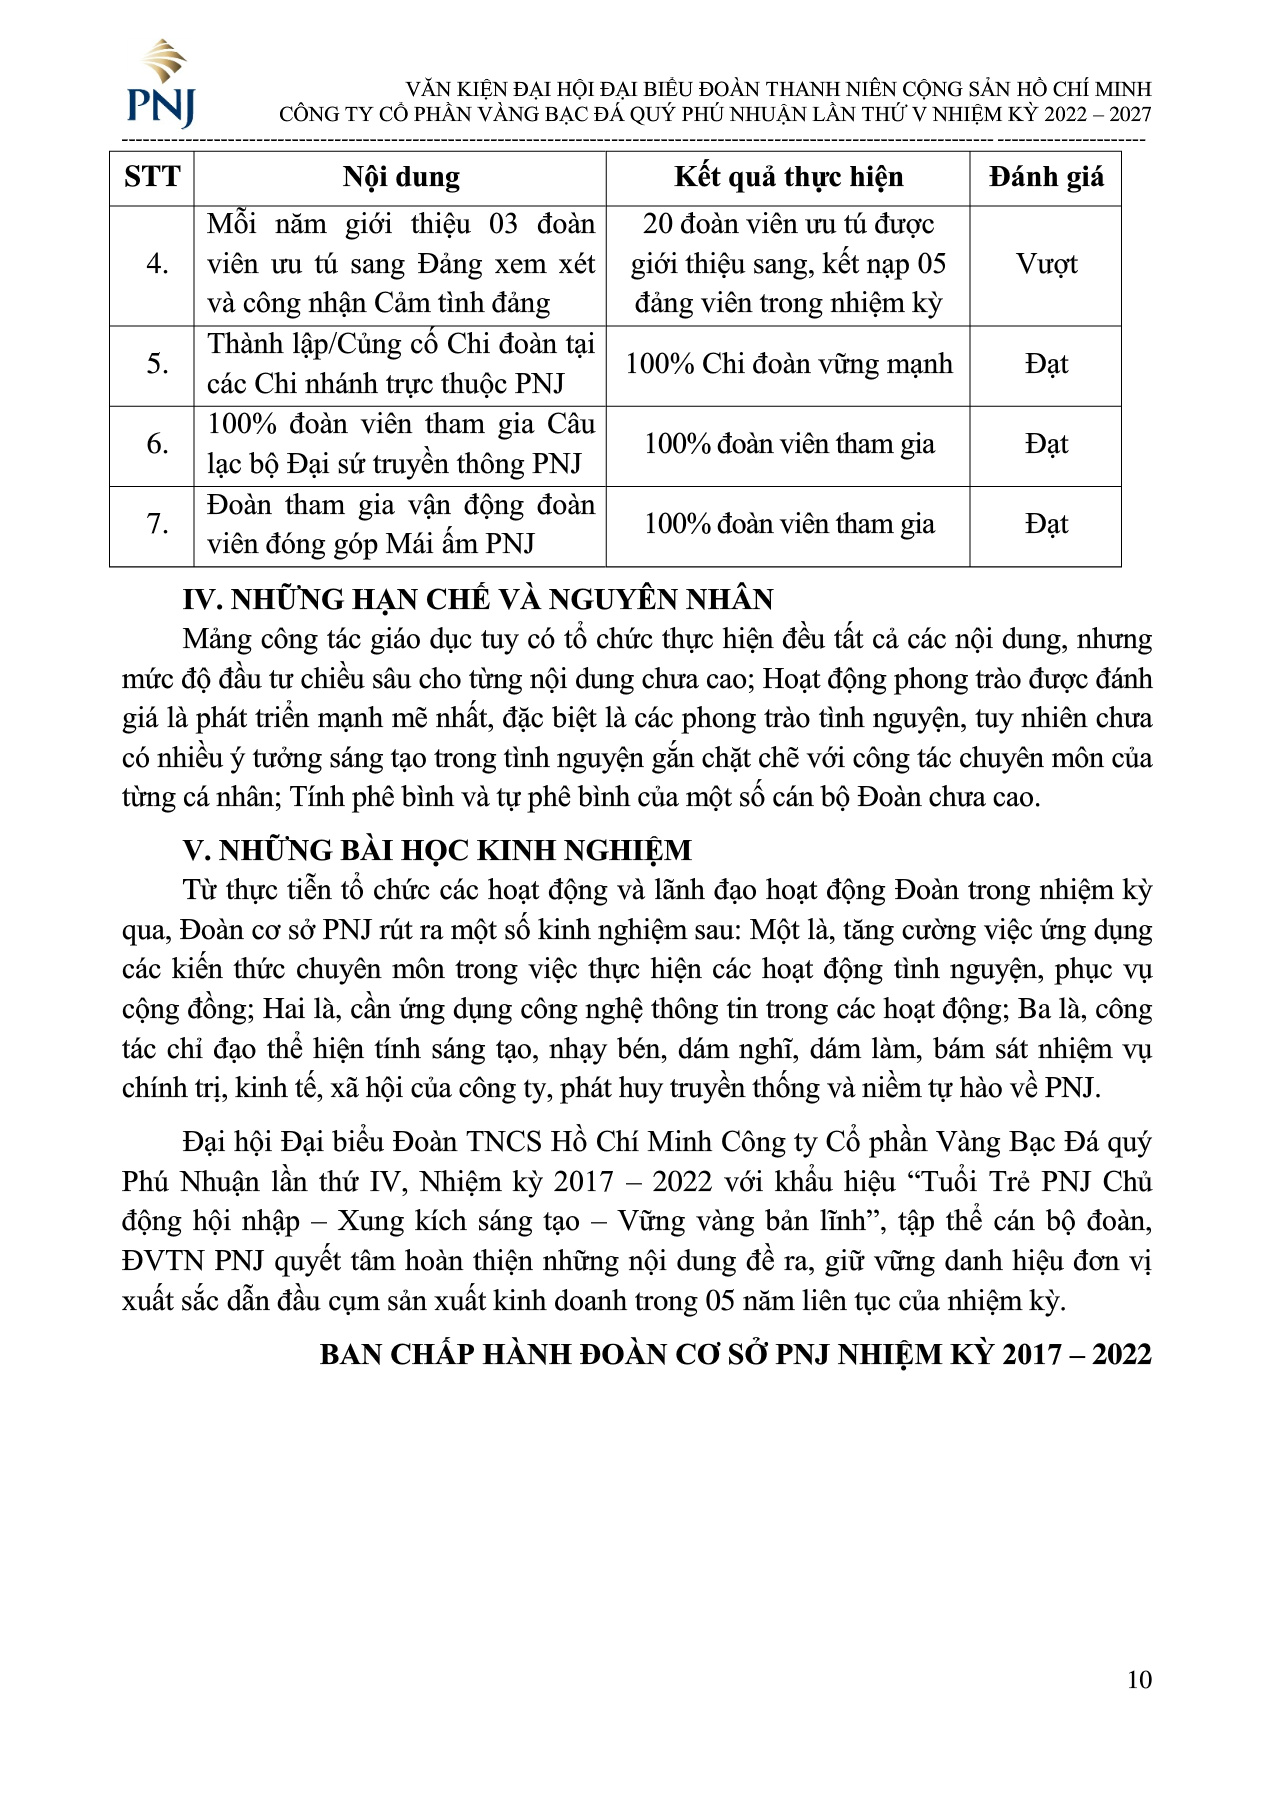 PNJ
VĂN KIỆN ĐẠI HỘI ĐẠI BIỂU ĐOÀN THANH NIÊN CỘNG SẢN HỒ CHÍ MINH
CÔNG TY CỔ PHẦN VÀNG BẠC ĐÁ QUÝ PHÚ NHUẬN LẦN THỨ V NHIỆM KỲ 2022 – 2027
STT Nội dung Kết quả thực hiện Đánh giá
4.
Mỗi năm giới thiệu 03 đoàn
viên ưu tú sang Đảng xem xét
và công nhận Cảm tình đảng
20 đoàn viên ưu tú được
giới thiệu sang, kết nạp 05
đảng viên trong nhiệm kỳ
Vượt
5.
Thành lập/Củng cố Chi đoàn tại
các Chi nhánh trực thuộc PNJ
100% Chi đoàn vững mạnh
Đạt
6.
100% đoàn viên tham gia Câu
lạc bộ Đại sứ truyền thông PNJ
100% đoàn viên tham gia
Đạt
7.
Đoàn tham gia vận động đoàn
viên đóng góp Mái ấm PNJ
100% đoàn viên tham gia
Đạt
IV. NHỮNG HẠN CHẾ VÀ NGUYÊN NHÂN
Mảng công tác giáo dục tuy có tổ chức thực hiện đều tất cả các nội dung, nhưng
mức độ đầu tư chiều sâu cho từng nội dung chưa cao; Hoạt động phong trào được đánh
giá là phát triển mạnh mẽ nhất, đặc biệt là các phong trào tình nguyện, tuy nhiên chưa
có nhiều ý tưởng sáng tạo trong tình nguyện gắn chặt chẽ với công tác chuyên môn của
từng cá nhân; Tính phê bình và tự phê bình của một số cán bộ Đoàn chưa cao.
V. NHỮNG BÀI HỌC KINH NGHIỆM
Từ thực tiễn tổ chức các hoạt động và lãnh đạo hoạt động Đoàn trong nhiệm kỳ
qua, Đoàn cơ sở PNJ rút ra một số kinh nghiệm sau: Một là, tăng cường việc ứng dụng
các kiến thức chuyên môn trong việc thực hiện các hoạt động tình nguyện, phục vụ
cộng đồng; Hai là, cần ứng dụng công nghệ thông tin trong các hoạt động; Ba là, công
tác chỉ đạo thể hiện tính sáng tạo, nhạy bén, dám nghĩ, dám làm, bám sát nhiệm vụ
chính trị, kinh tế, xã hội của công ty, phát huy truyền thống và niềm tự hào về PNJ.
Đại hội Đại biểu Đoàn TNCS Hồ Chí Minh Công ty Cổ phần Vàng Bạc Đá quý
Phú Nhuận lần thứ IV, Nhiệm kỳ 2017 – 2022 với khẩu hiệu “Tuổi Trẻ PNJ Chủ
động hội nhập – Xung kích sáng tạo – Vững vàng bản lĩnh”, tập thể cán bộ đoàn,
ĐVTN PNJ quyết tâm hoàn thiện những nội dung đề ra, giữ vững danh hiệu đơn vị
xuất sắc dẫn đầu cụm sản xuất kinh doanh trong 05 năm liên tục của nhiệm kỳ.
BAN CHẤP HÀNH ĐOÀN CƠ SỞ PNJ NHIỆM KỲ 2017 – 2022
10